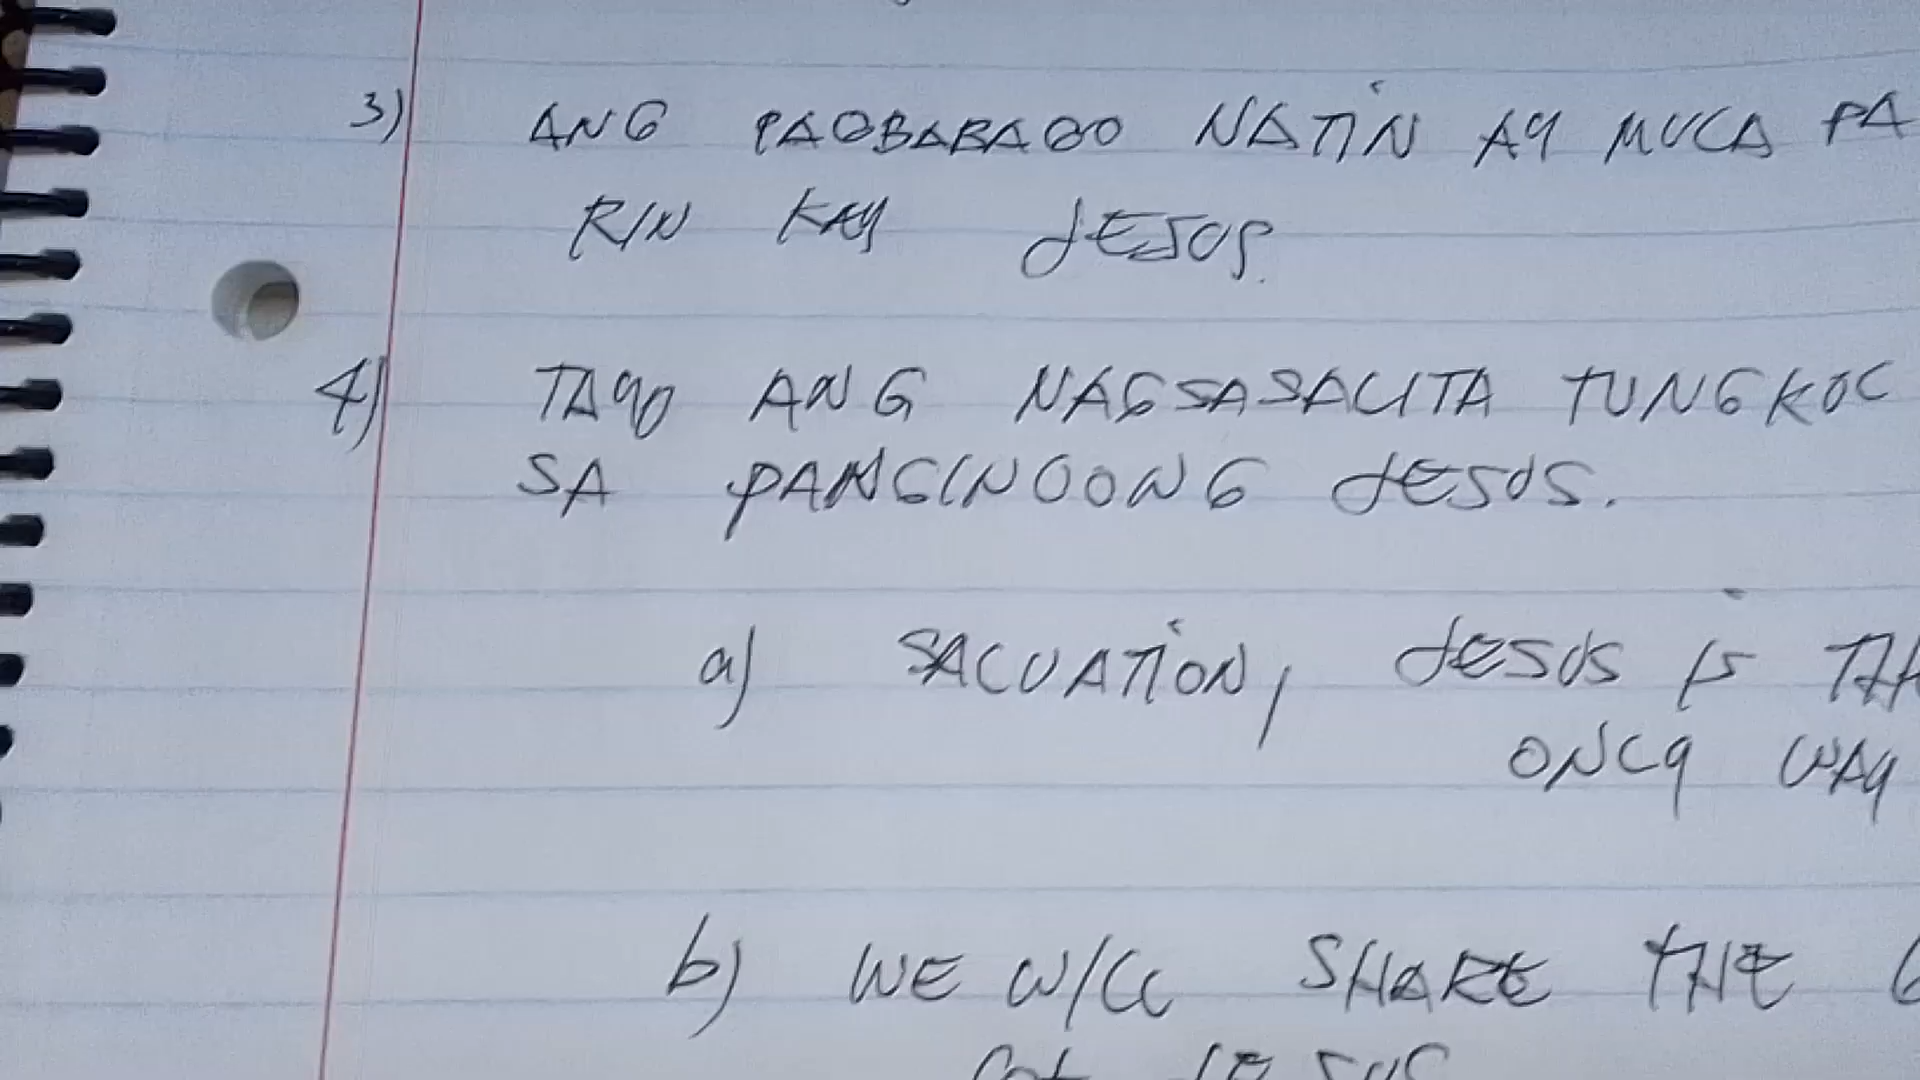 3) ANG PAGBABAGO NATIN AY MULA PA
RIN KAY JESUS.
4) TAYO ANG NAGSASALITA TUNGKOL
SA PANGINOONG JESUS.
a) SALVATION, JESUS IS
ONLY WAY
b) WE WILL SHARE THE
JESUS